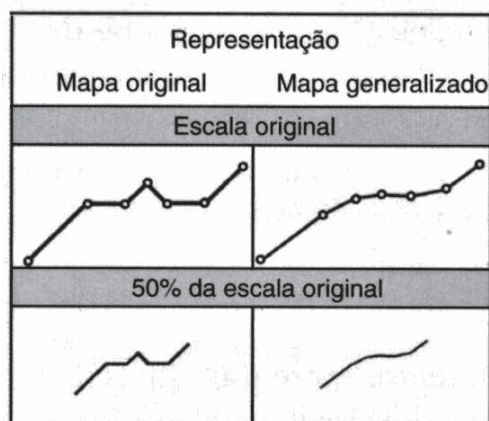 Representação
Mapa original Mapa generalizado
Escala original
50% da escala original